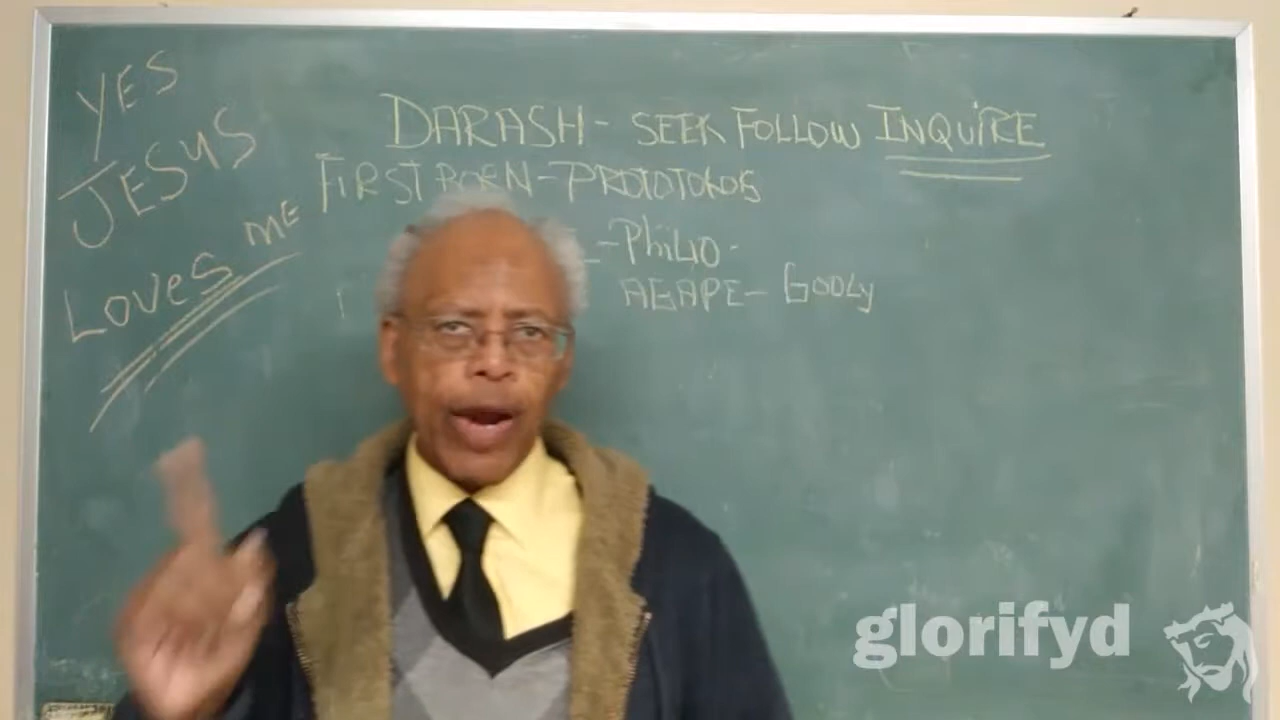 YES
JESUS
LOVES ME
DARASH - SEEK FOLLOW INQUIRE
FIRST BORN - PROTOTOKOS
- PhiLIO -
AGAPE - GODLY
glorifyd